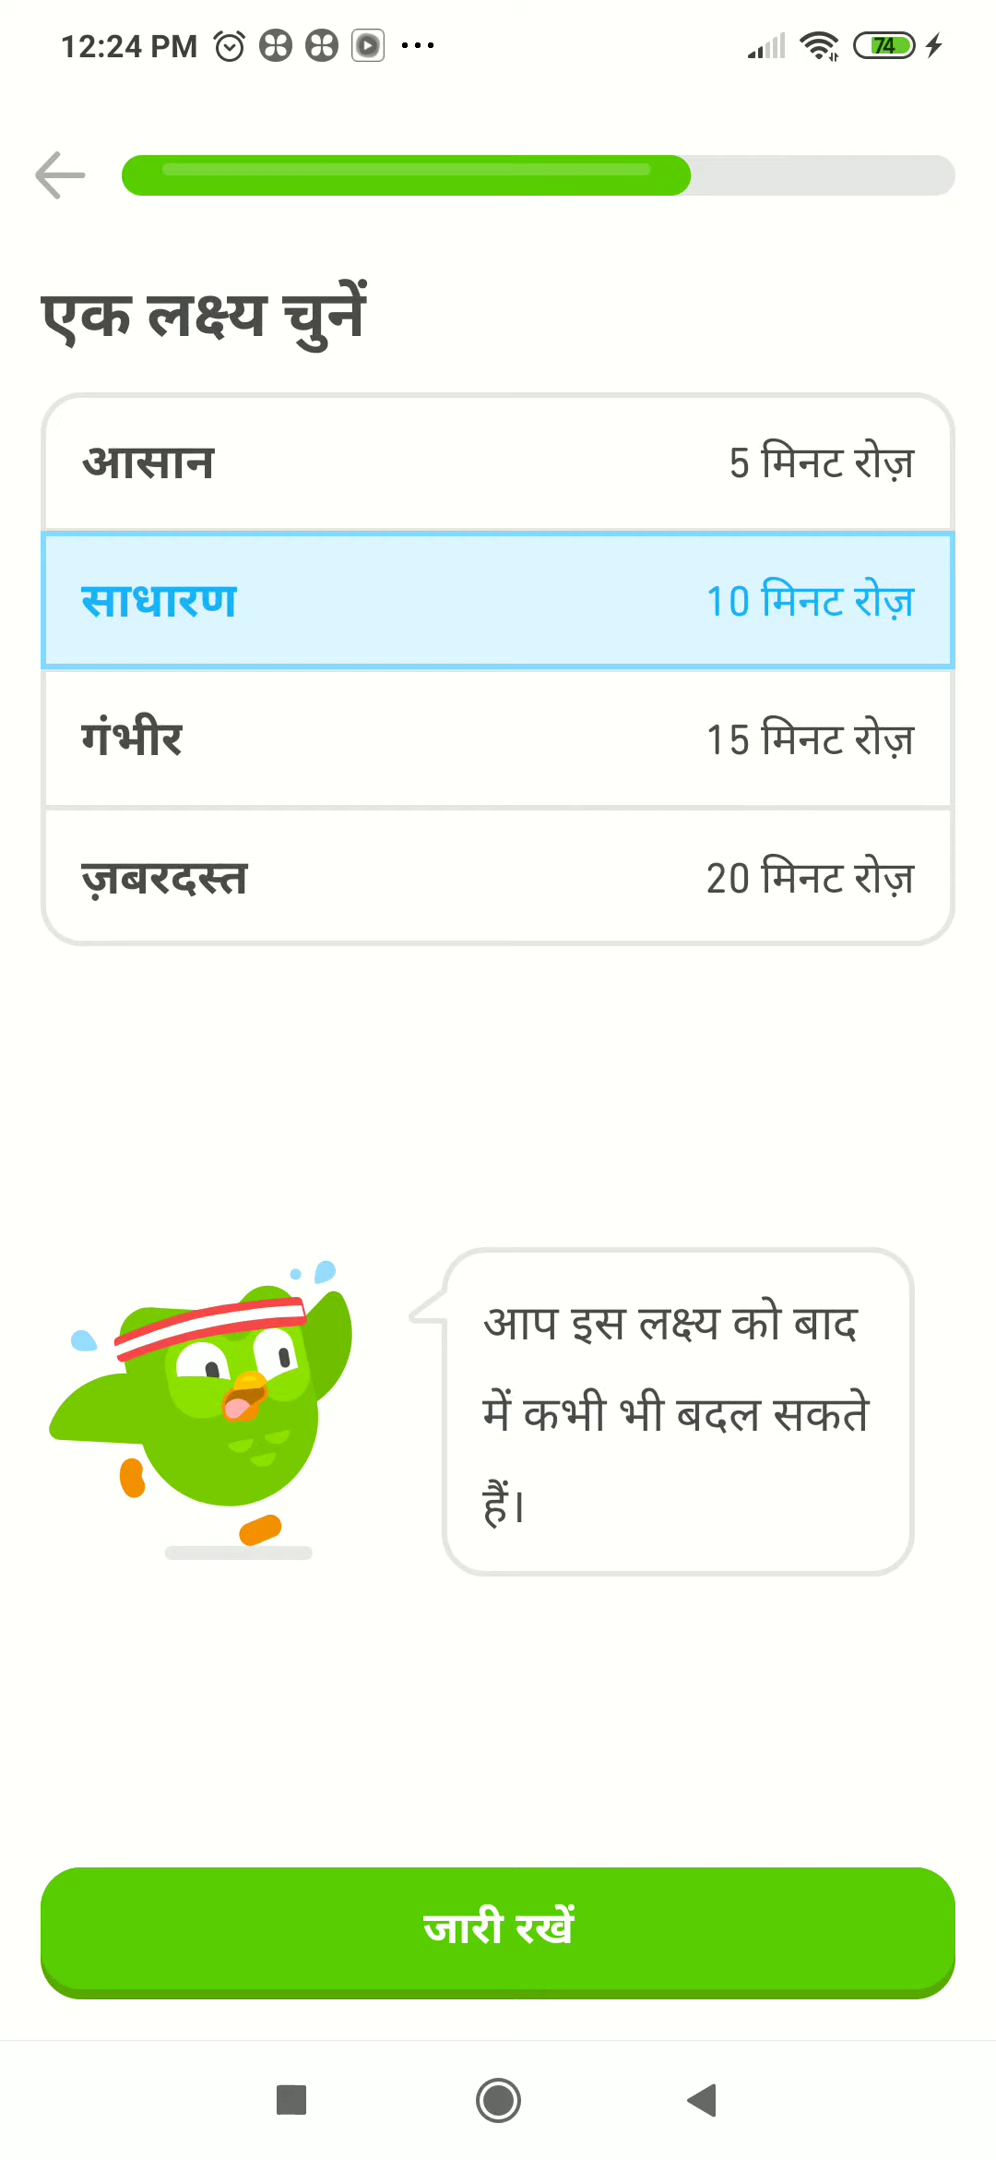 12:24 PM
74
एक लक्ष्य चुनें
आसान 5 मिनट रोज़
साधारण 10 मिनट रोज़
गंभीर 15 मिनट रोज़
ज़बरदस्त 20 मिनट रोज़
आप इस लक्ष्य को बाद
में कभी भी बदल सकते
हैं।
जारी रखें